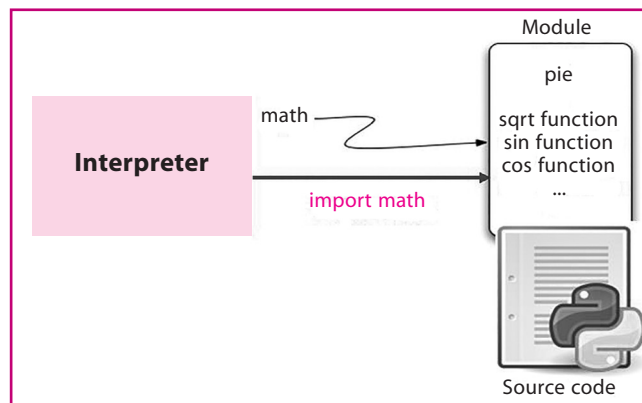 Module
pie
math
sqrt function
sin function
Interpreter
cos function
...
import math
Source code